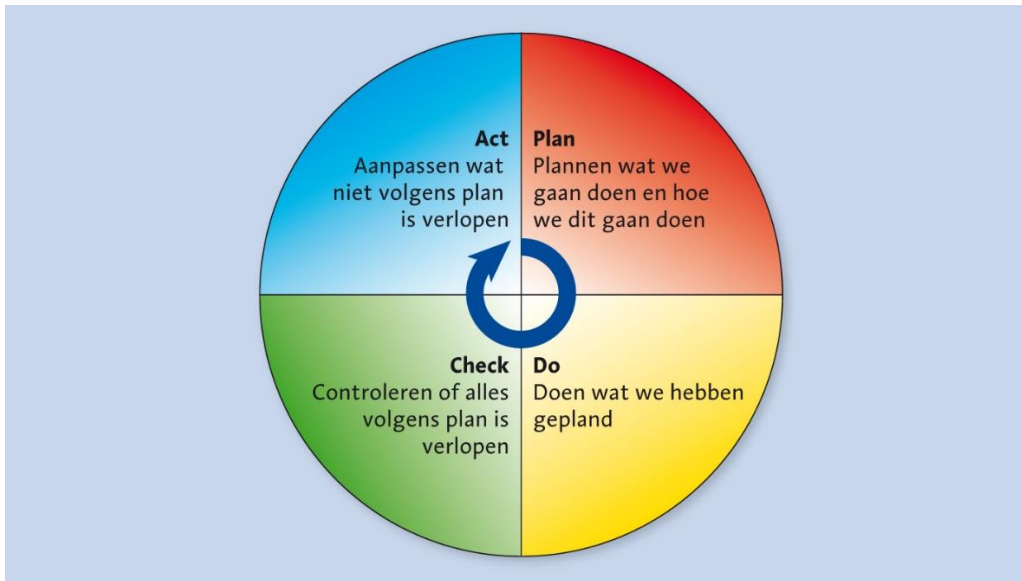 Act
Aanpassen wat
niet volgens plan
is verlopen
Plan
Plannen wat we
gaan doen en hoe
we dit gaan doen
Check
Controleren of alles
volgens plan is
verlopen
Do
Doen wat we hebben
gepland